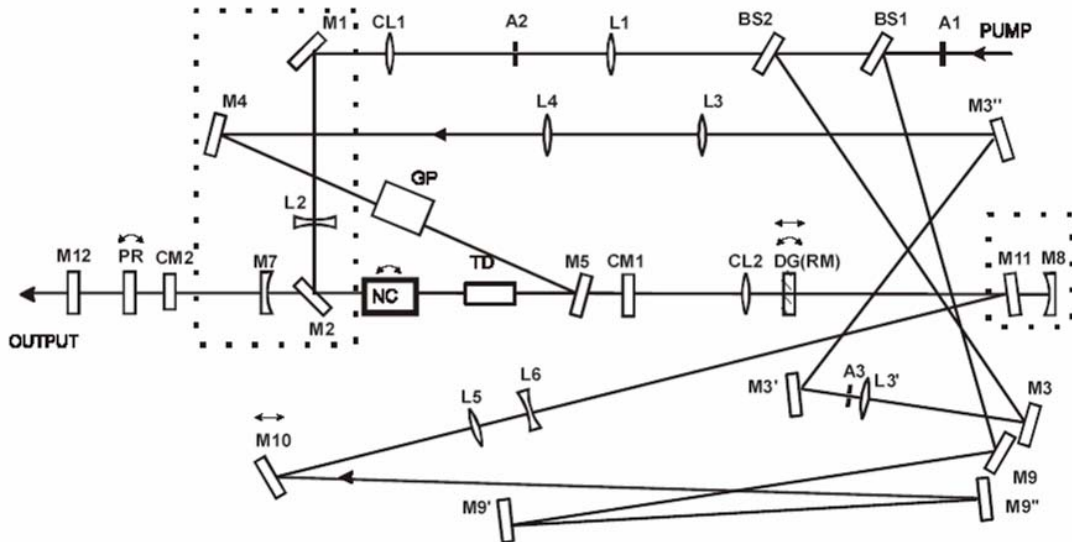 M1 CL1 A2 L1 BS2 BS1 A1
PUMP
M4 L4 L3 M3''
GP
L2
M12 PR CM2 M7 NC TD M5 CM1 CL2 DG(RM) M11 M8
M2
OUTPUT
M3' A3 L3' M3
L5 L6
M10
M9
M9' M9''